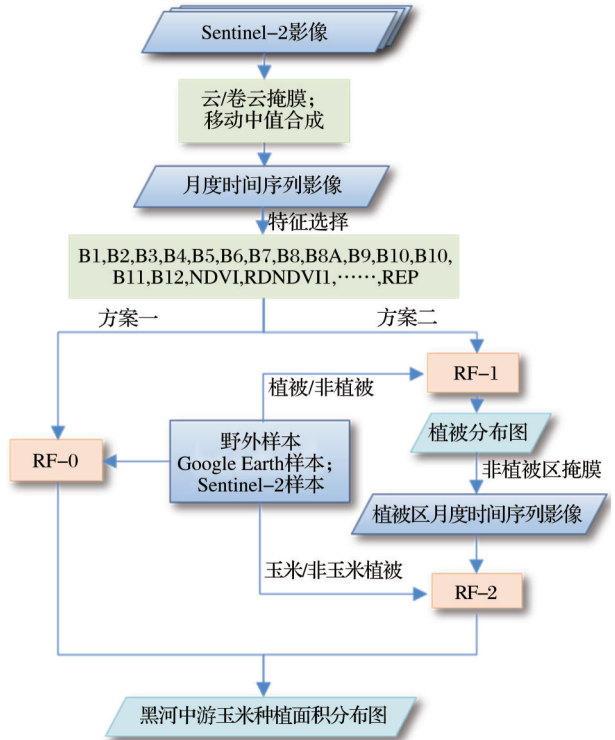 Sentinel-2影像
云/卷云掩膜；
移动中值合成
月度时间序列影像
特征选择
B1,B2,B3,B4,B5,B6,B7,B8,B8A,B9,B10,B10,
B11,B12,NDVI,RDNDVI1,……,REP
方案一
方案二
植被/非植被
RF-1
野外样本
Google Earth样本；
Sentinel-2样本
RF-0
植被分布图
非植被区掩膜
植被区月度时间序列影像
玉米/非玉米植被
RF-2
黑河中游玉米种植面积分布图